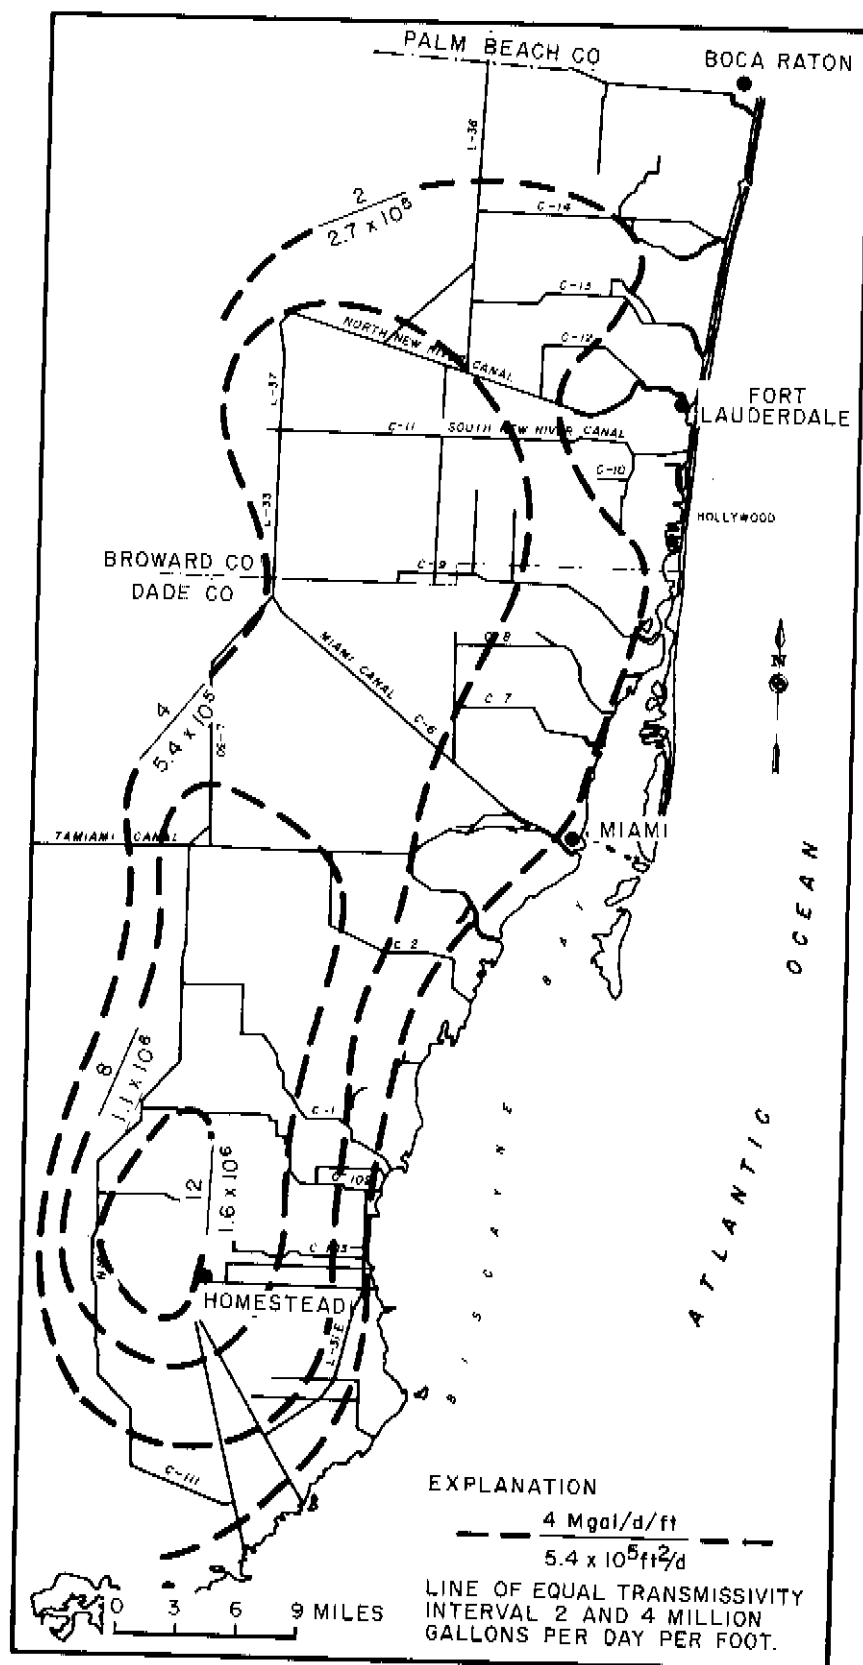 PALM BEACH CO
BOCA RATON
L-36
2
2.7 x 10⁵
C-14
C-13
C-12
NORTH NEW RIVER CANAL
L-37
FORT
LAUDERDALE
C-11 SOUTH NEW RIVER CANAL
C-10
L-33
HOLLYWOOD
BROWARD CO
DADE CO
C-9
C-8
MIAMI CANAL
C-6
C-7
N
4
5.4 x 10⁵
L-30
TAMIAMI CANAL
MIAMI
C-2
BISCAYNE BAY
ATLANTIC OCEAN
8
1.1 x 10⁶
C-1
C-102
12
1.6 x 10⁶
C-103
HOMESTEAD
L-31E
C-111
EXPLANATION
4 Mgal/d/ft
5.4 x 10⁵ft²/d
LINE OF EQUAL TRANSMISSIVITY
INTERVAL 2 AND 4 MILLION
GALLONS PER DAY PER FOOT.
0 3 6 9 MILES